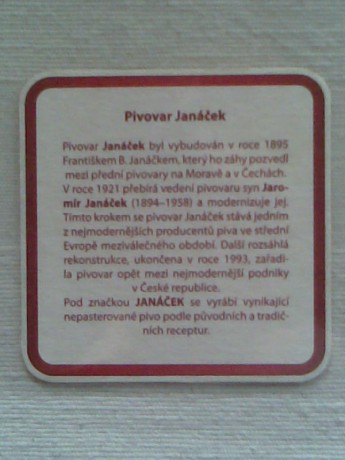 Pivovar Janáček
Pivovar Janáček byl vybudován v roce 1895
Františkem B. Janáčkem, který ho záhy pozvedl
mezi přední pivovary na Moravě a v Čechách.
V roce 1921 přebírá vedení pivovaru syn Jaro-
mír Janáček (1894–1958) a modernizuje jej.
Tímto krokem se pivovar Janáček stává jedním
z nejmodernějších producentů piva ve střední
Evropě meziválečného období. Další rozsáhlá
rekonstrukce, ukončena v roce 1993, zařadi-
la pivovar opět mezi nejmodernější podniky
v České republice.
Pod značkou JANÁČEK se vyrábí vynikající
nepasterované pivo podle původních a tradič-
ních receptur.